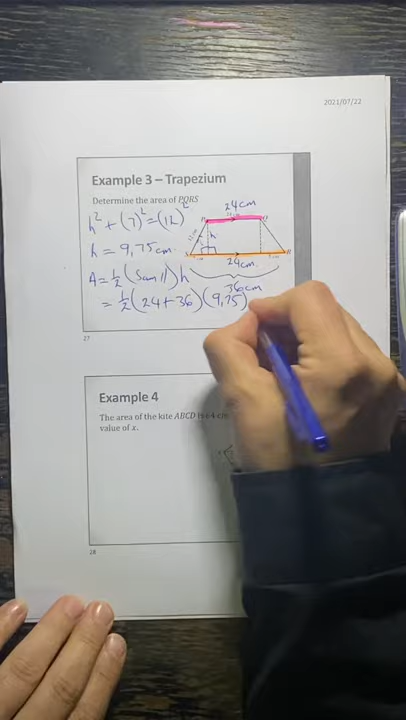 2021/07/22
Example 3 – Trapezium
Determine the area of PQRS
24cm
h² + (7)² = (12)²
h
h = 9,75cm
24cm
A = ½ (Sum ||) h
36cm
= ½ (24 + 36) (9,75)
27
Example 4
The area of the kite ABCD is
value of x.
28